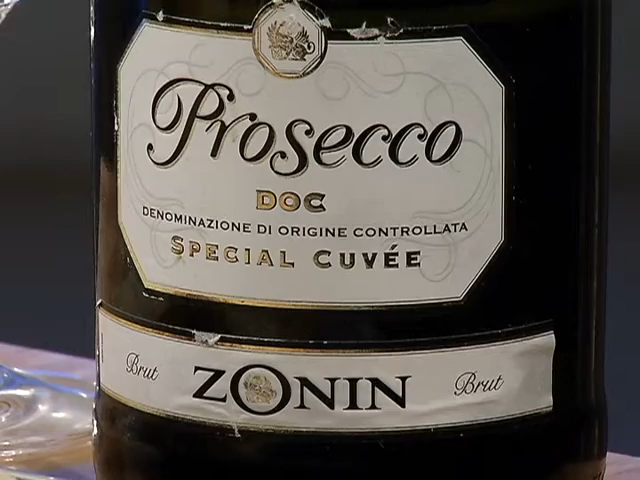 Prosecco
DOC
DENOMINAZIONE DI ORIGINE CONTROLLATA
SPECIAL CUVÉE
Brut ZONIN Brut